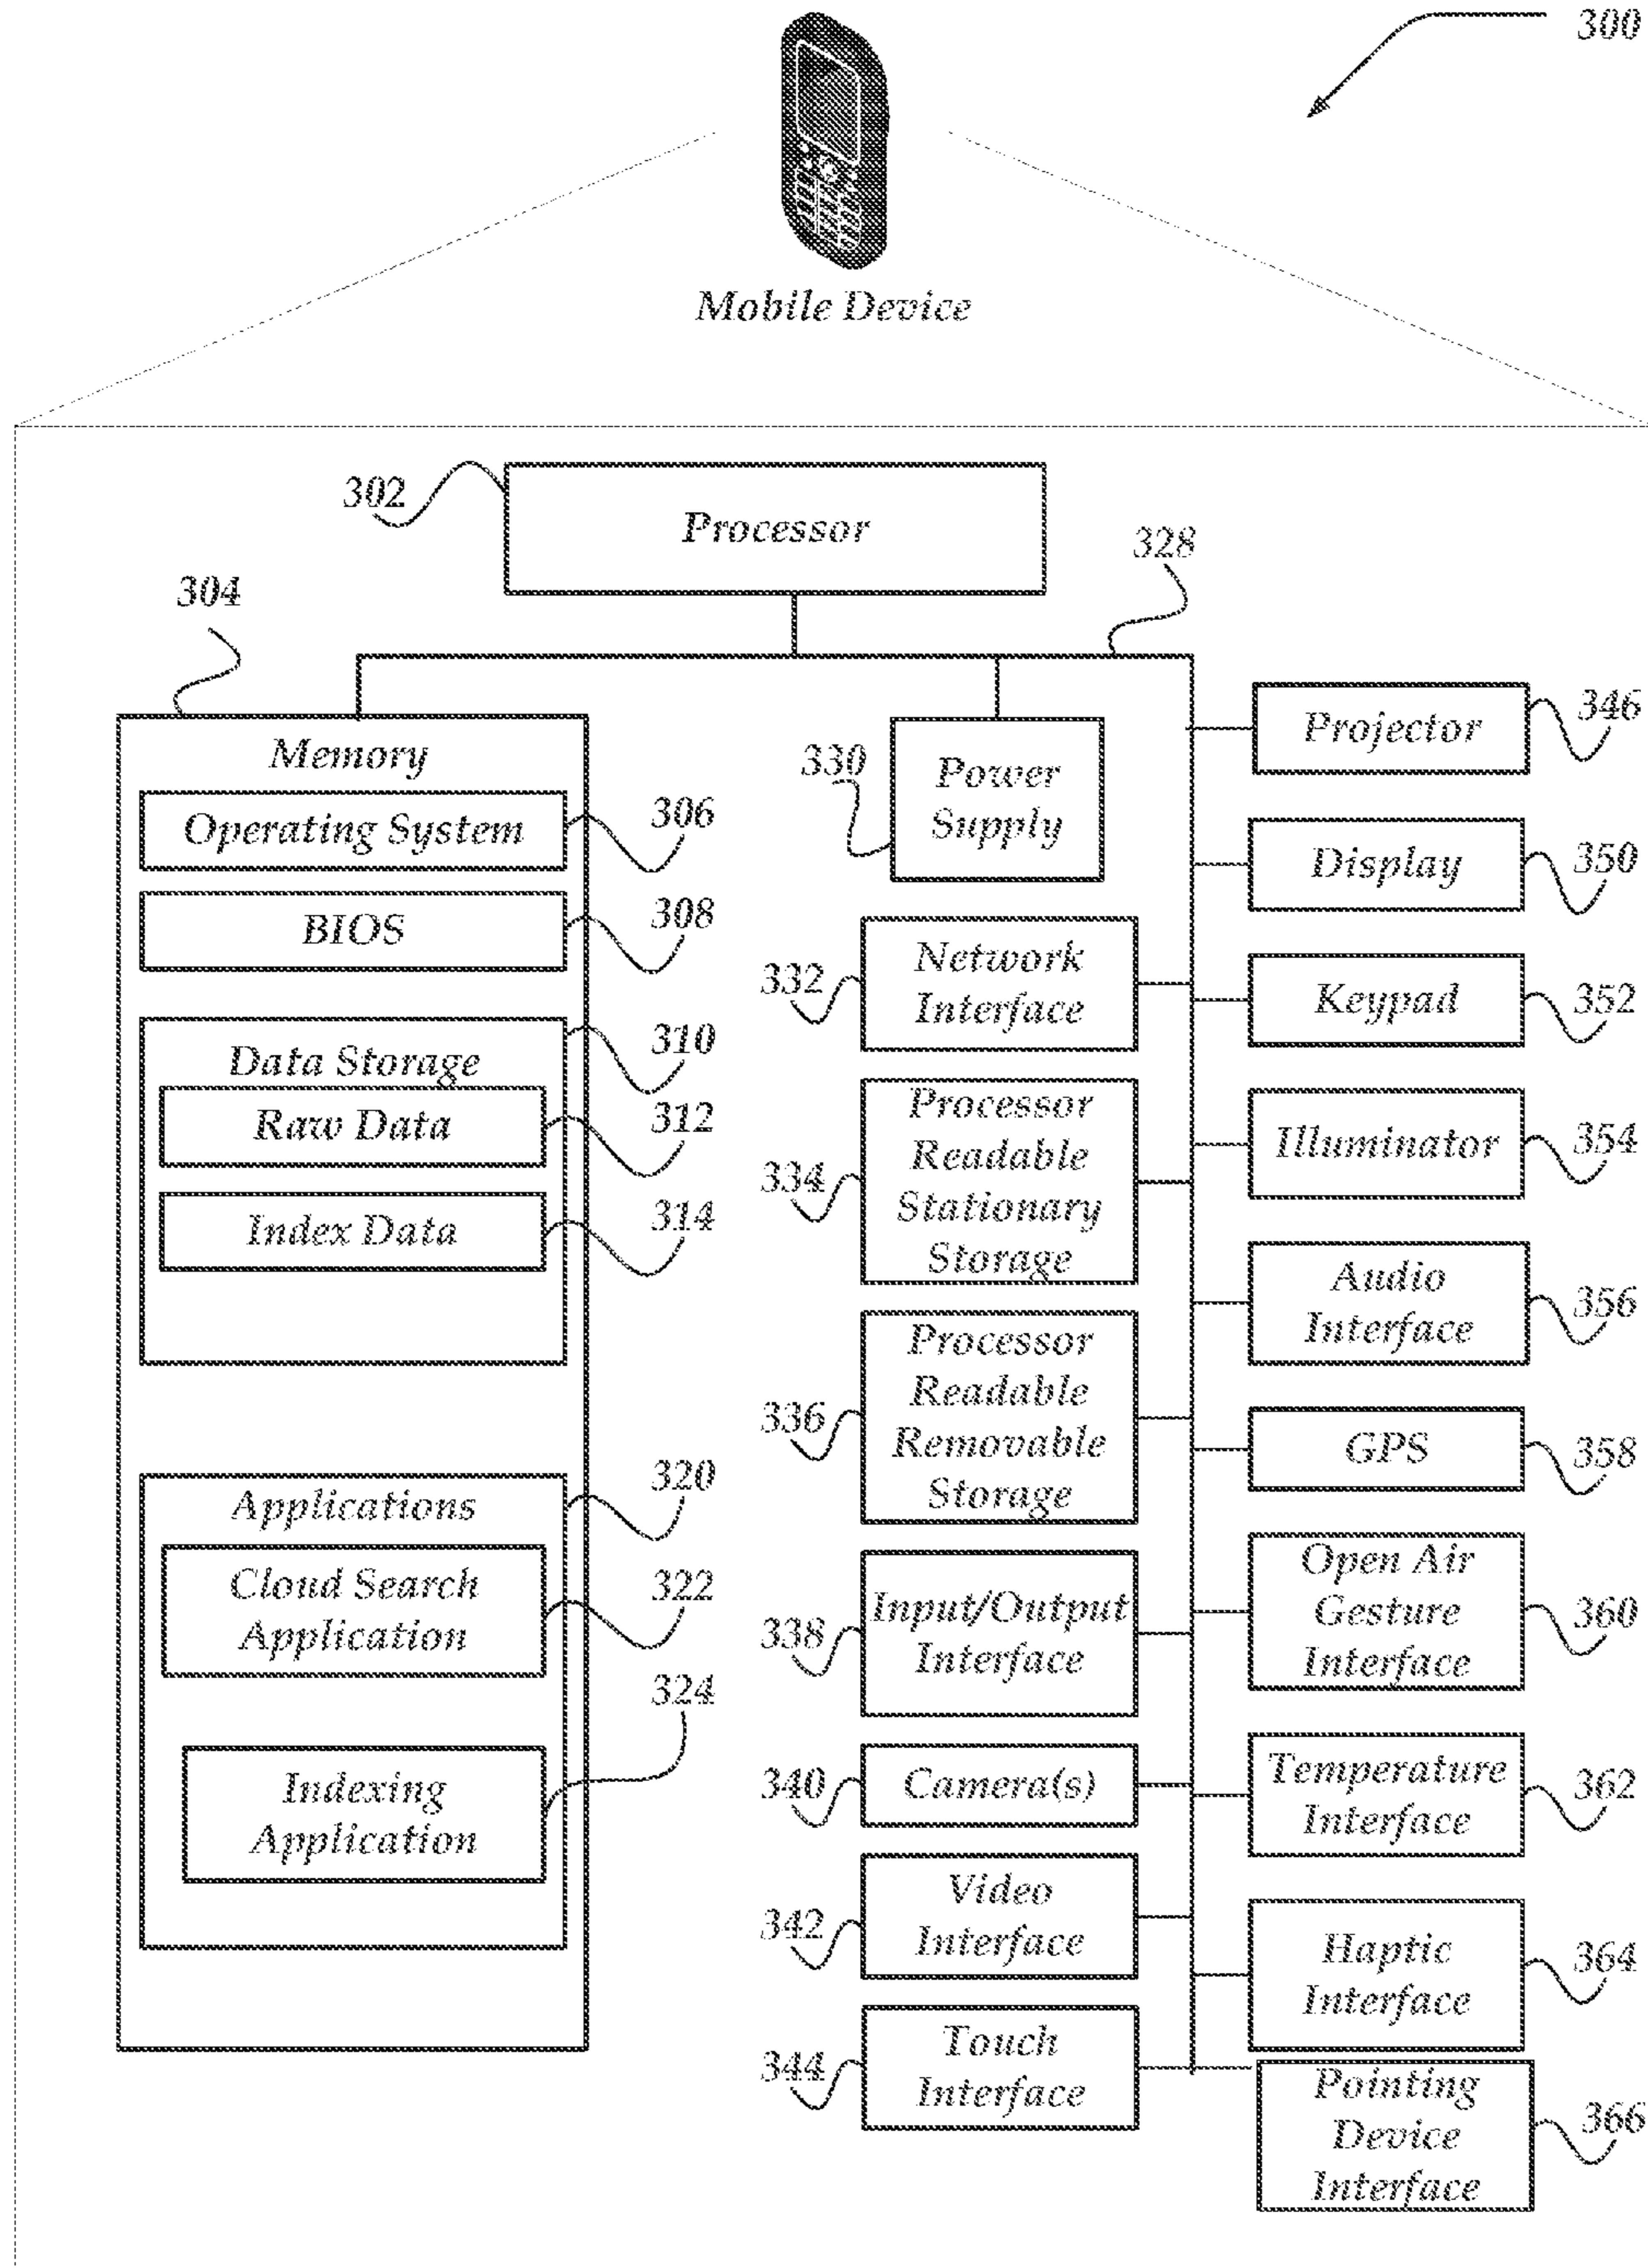 300
Mobile Device
302
Processor
328
304
Memory
Operating System
306
BIOS
308
Data Storage
310
Raw Data
312
Index Data
314
Applications
320
Cloud Search
Application
322
Indexing
Application
324
330
Power
Supply
332
Network
Interface
334
Processor
Readable
Stationary
Storage
336
Processor
Readable
Removable
Storage
338
Input/Output
Interface
340
Camera(s)
342
Video
Interface
344
Touch
Interface
Projector
346
Display
350
Keypad
352
Illuminator
354
Audio
Interface
356
GPS
358
Open Air
Gesture
Interface
360
Temperature
Interface
362
Haptic
Interface
364
Pointing
Device
Interface
366